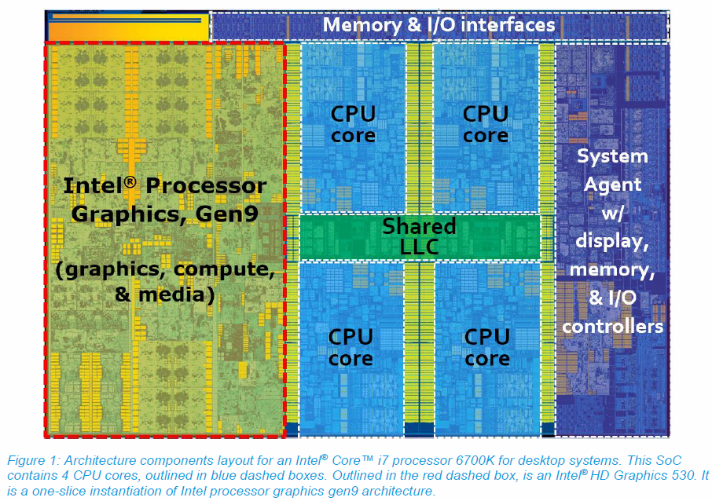 Memory & I/O interfaces
CPU
core
CPU
core
Intel® Processor
Graphics, Gen9
(graphics, compute,
& media)
System
Agent
w/
display,
memory,
& I/O
controllers
Shared
LLC
CPU
core
CPU
core
Figure 1: Architecture components layout for an Intel® Core™ i7 processor 6700K for desktop systems. This SoC
contains 4 CPU cores, outlined in blue dashed boxes. Outlined in the red dashed box, is an Intel® HD Graphics 530. It
is a one-slice instantiation of Intel processor graphics gen9 architecture.